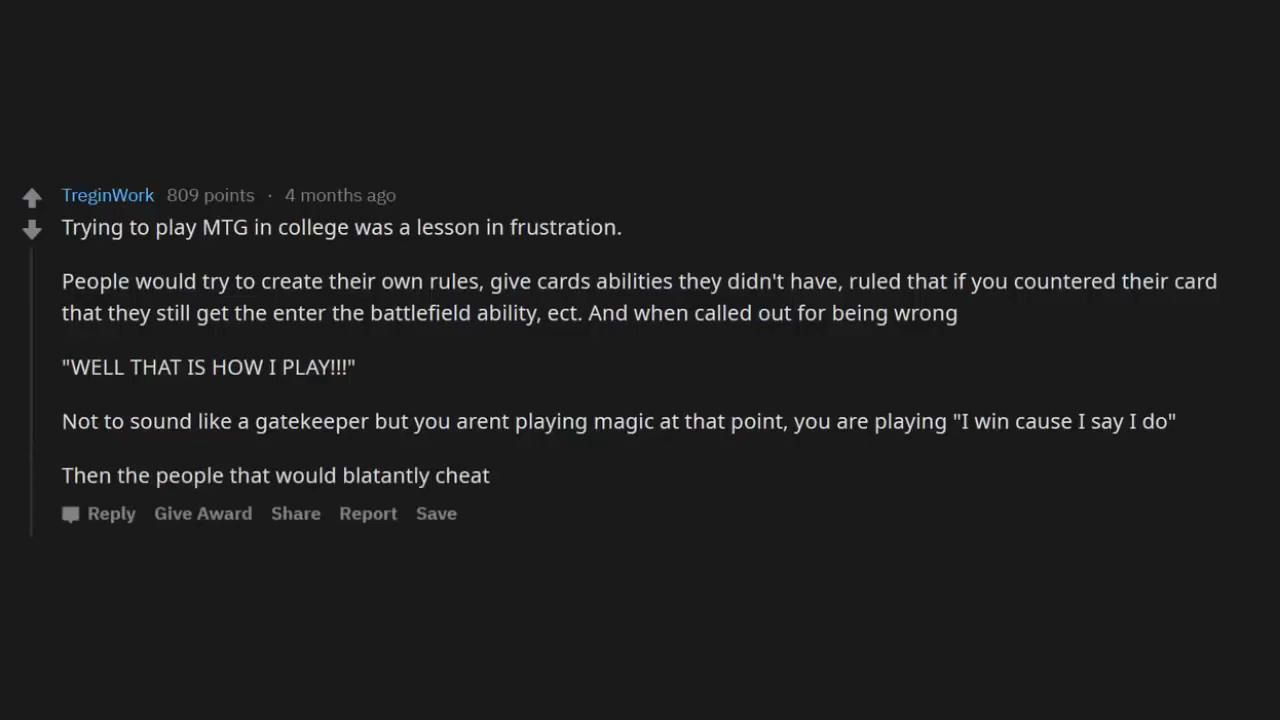 TreginWork 809 points · 4 months ago
Trying to play MTG in college was a lesson in frustration.
People would try to create their own rules, give cards abilities they didn't have, ruled that if you countered their card
that they still get the enter the battlefield ability, ect. And when called out for being wrong
"WELL THAT IS HOW I PLAY!!!"
Not to sound like a gatekeeper but you arent playing magic at that point, you are playing "I win cause I say I do"
Then the people that would blatantly cheat
Reply Give Award Share Report Save